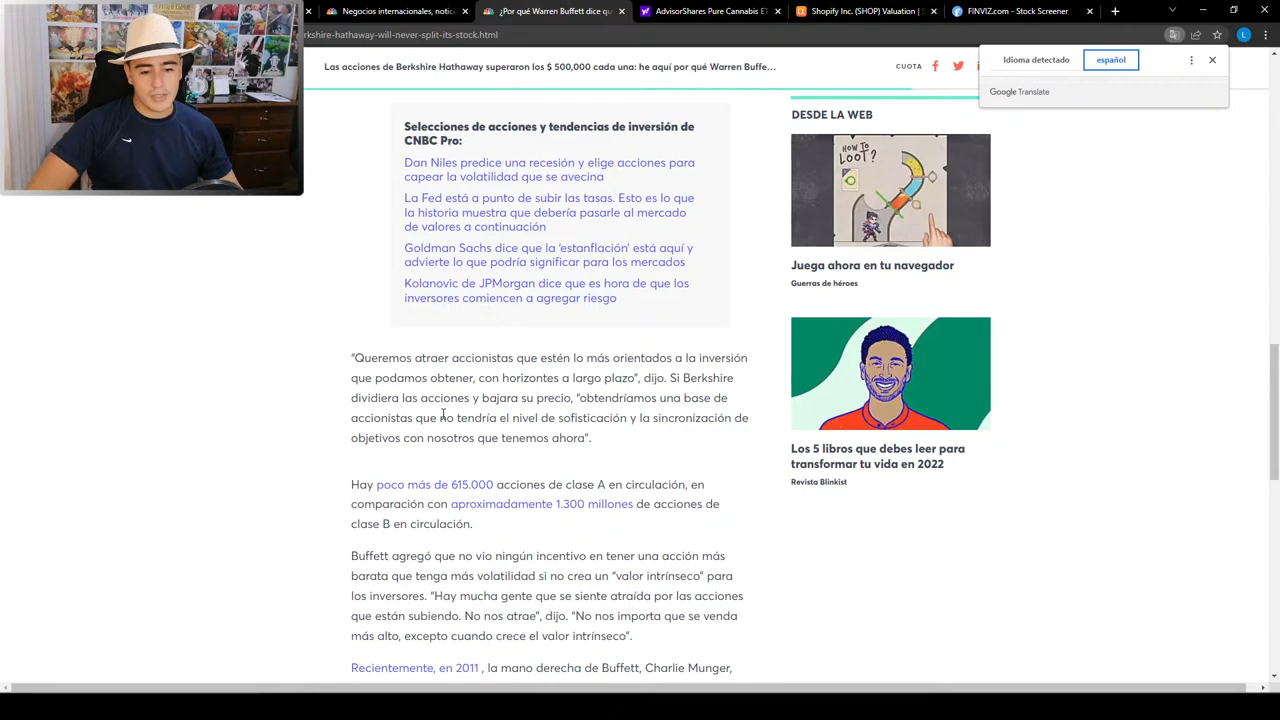 Negocios internacionales, notic
¿Por qué Warren Buffett dice q
AdvisorShares Pure Cannabis E
Shopify Inc. (SHOP) Valuation |
FINVIZ.com - Stock Screener
rkshire-hathaway-will-never-split-its-stock.html
L
Las acciones de Berkshire Hathaway superaron los $ 500,000 cada una: he aquí por qué Warren Buffe...
CUOTA
Idioma detectado
español
Google Translate
Selecciones de acciones y tendencias de inversión de
CNBC Pro:
Dan Niles predice una recesión y elige acciones para
capear la volatilidad que se avecina
La Fed está a punto de subir las tasas. Esto es lo que
la historia muestra que debería pasarle al mercado
de valores a continuación
Goldman Sachs dice que la 'estanflación' está aquí y
advierte lo que podría significar para los mercados
Kolanovic de JPMorgan dice que es hora de que los
inversores comiencen a agregar riesgo
"Queremos atraer accionistas que estén lo más orientados a la inversión
que podamos obtener, con horizontes a largo plazo", dijo. Si Berkshire
dividiera las acciones y bajara su precio, "obtendríamos una base de
accionistas que no tendría el nivel de sofisticación y la sincronización de
objetivos con nosotros que tenemos ahora".
Hay poco más de 615.000 acciones de clase A en circulación, en
comparación con aproximadamente 1.300 millones de acciones de
clase B en circulación.
Buffett agregó que no vio ningún incentivo en tener una acción más
barata que tenga más volatilidad si no crea un "valor intrínseco" para
los inversores. "Hay mucha gente que se siente atraída por las acciones
que están subiendo. No nos atrae", dijo. "No nos importa que se venda
más alto, excepto cuando crece el valor intrínseco".
Recientemente, en 2011 , la mano derecha de Buffett, Charlie Munger,
DESDE LA WEB
HOW TO
LOOT?
Juega ahora en tu navegador
Guerras de héroes
Los 5 libros que debes leer para
transformar tu vida en 2022
Revista Blinkist